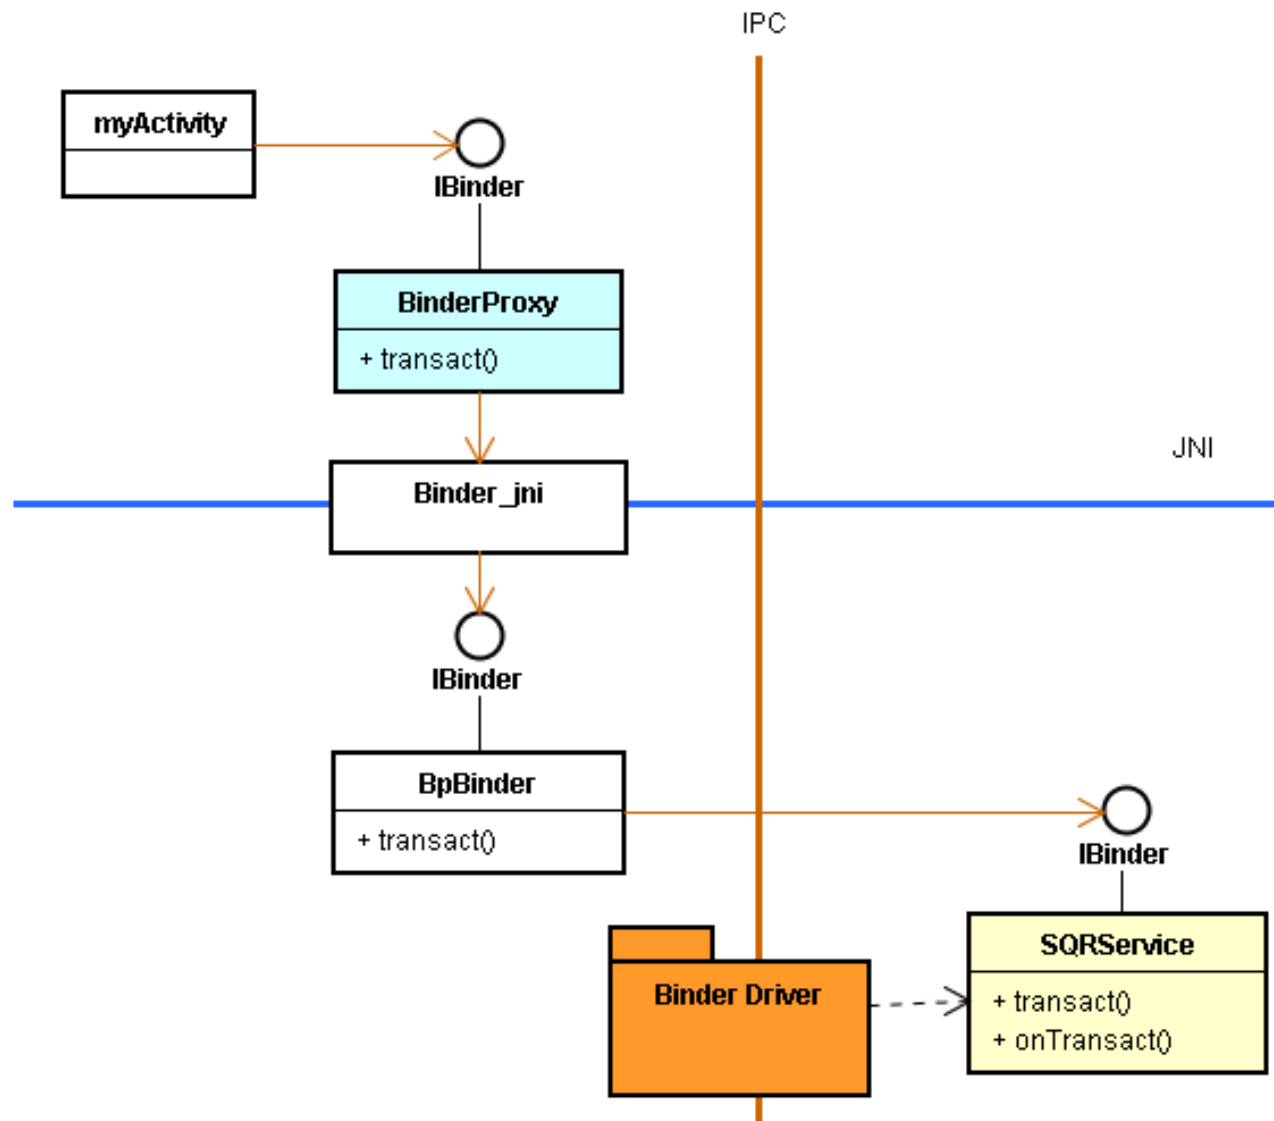 IPC
myActivity
IBinder
BinderProxy
+ transact()
JNI
Binder_jni
IBinder
BpBinder
+ transact()
IBinder
SQRService
Binder Driver
+ transact()
+ onTransact()